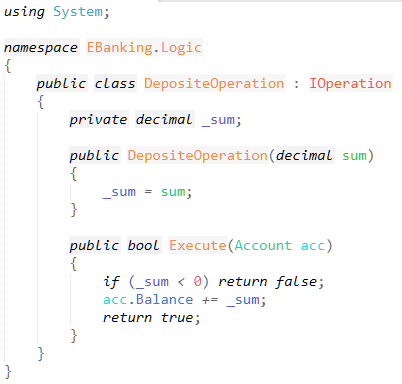 using System;
namespace EBanking.Logic
{
public class DepositeOperation : IOperation
{
private decimal _sum;
public DepositeOperation(decimal sum)
{
_sum = sum;
}
public bool Execute(Account acc)
{
if (_sum < 0) return false;
acc.Balance += _sum;
return true;
}
}
}